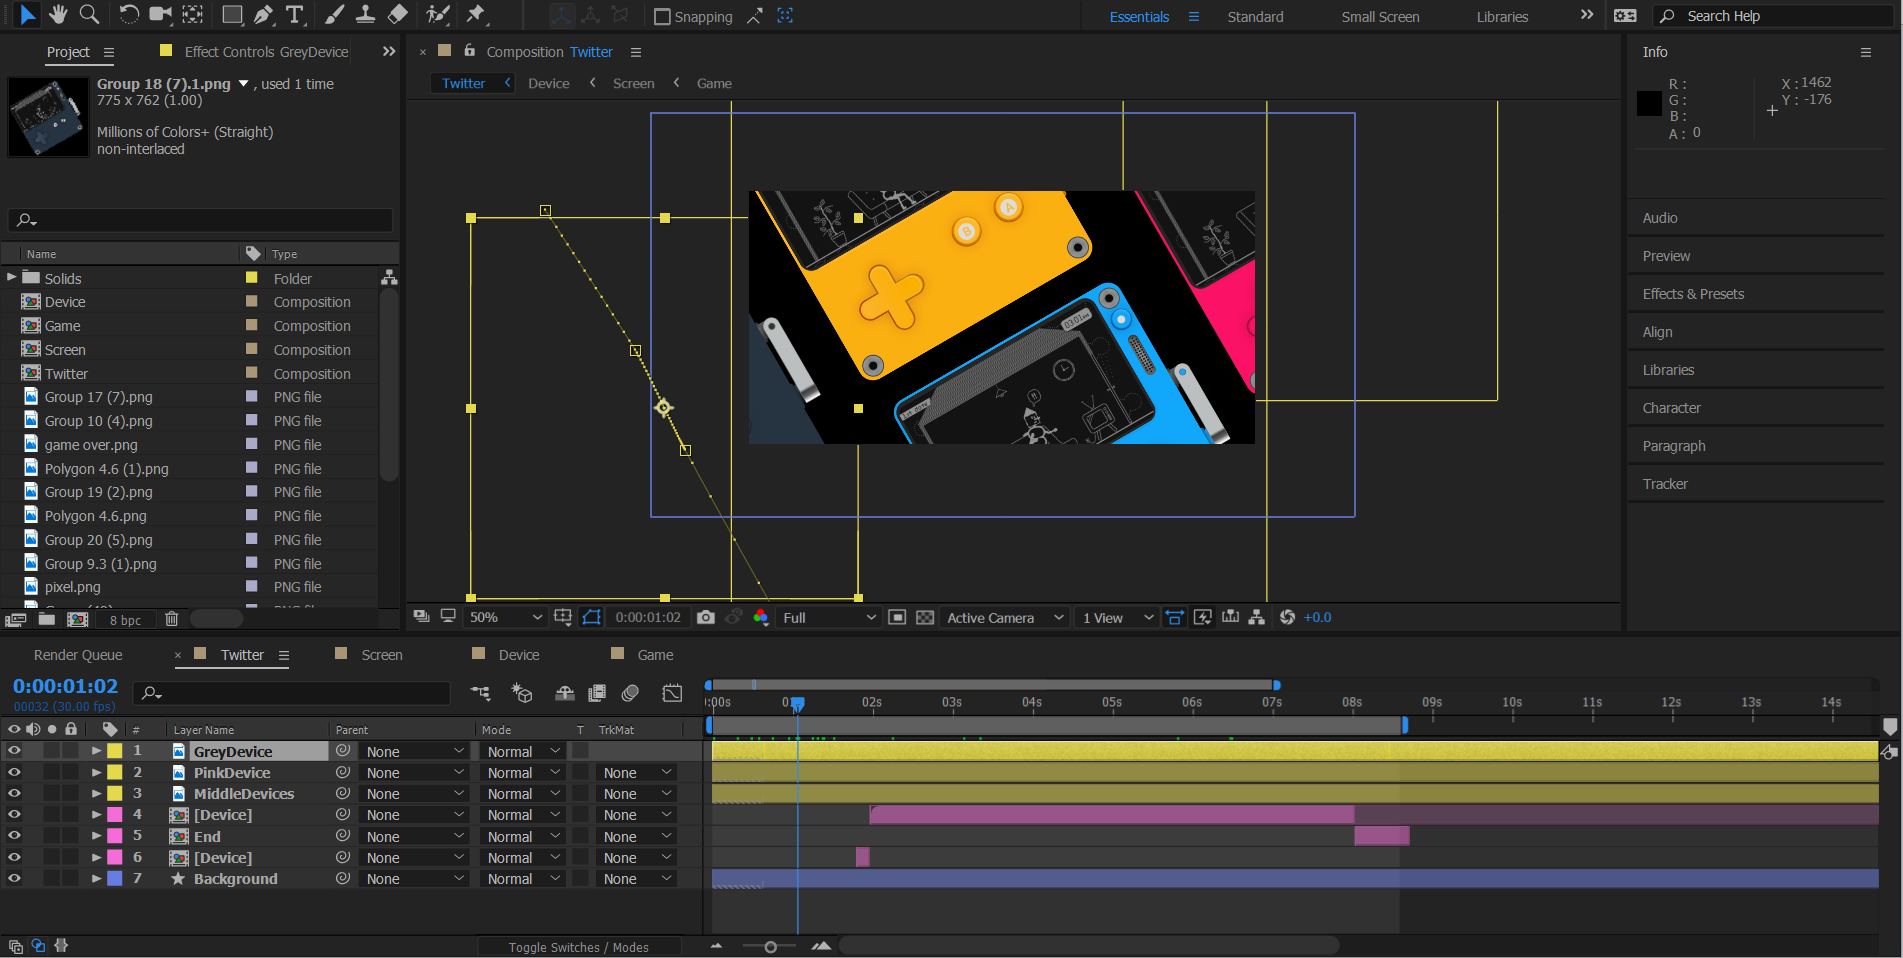 Snapping
Essentials
Standard
Small Screen
Libraries
Search Help
Project
Effect Controls GreyDevice
Composition Twitter
Info
Twitter
Device
Screen
Game
Group 18 (7).1.png , used 1 time
775 x 762 (1.00)
Millions of Colors+ (Straight)
non-interlaced
R :
G :
B :
A : 0
X : 1462
Y : -176
Name Type
Solids Folder
Device Composition
Game Composition
Screen Composition
Twitter Composition
Group 17 (7).png PNG file
Group 10 (4).png PNG file
game over.png PNG file
Polygon 4.6 (1).png PNG file
Group 19 (2).png PNG file
Polygon 4.6.png PNG file
Group 20 (5).png PNG file
Group 9.3 (1).png PNG file
pixel.png PNG file
8 bpc
A
B
03:01
Audio
Preview
Effects & Presets
Align
Libraries
Character
Paragraph
Tracker
50%
0:00:01:02
Full
Active Camera
1 View
+0.0
Render Queue
Twitter
Screen
Device
Game
0:00:01:02
00032 (30.00 fps)
:00s 02s 03s 04s 05s 06s 07s 08s 09s 10s 11s 12s 13s 14s
# Layer Name Parent Mode T TrkMat
1 GreyDevice None Normal
2 PinkDevice None Normal None
3 MiddleDevices None Normal None
4 [Device] None Normal None
5 End None Normal None
6 [Device] None Normal None
7 Background None Normal None
Toggle Switches / Modes